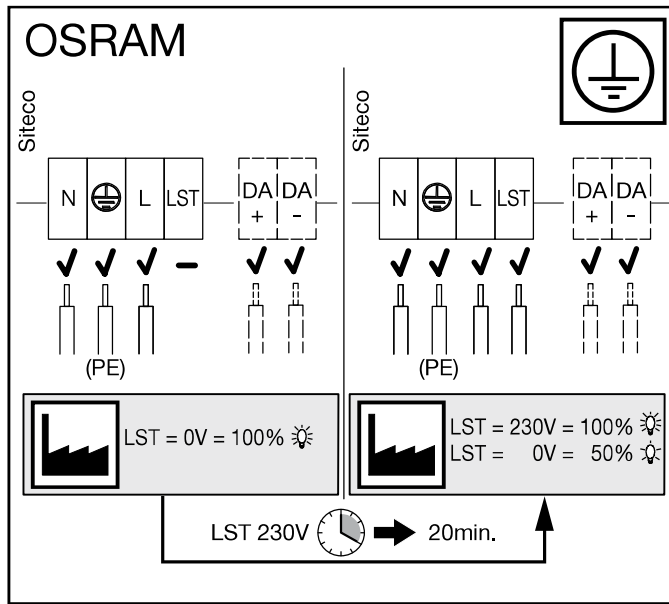 OSRAM
Siteco
N L LST DA + DA -
(PE)
LST = 0V = 100%
Siteco
N L LST DA + DA -
(PE)
LST = 230V = 100%
LST = 0V = 50%
LST 230V 20min.